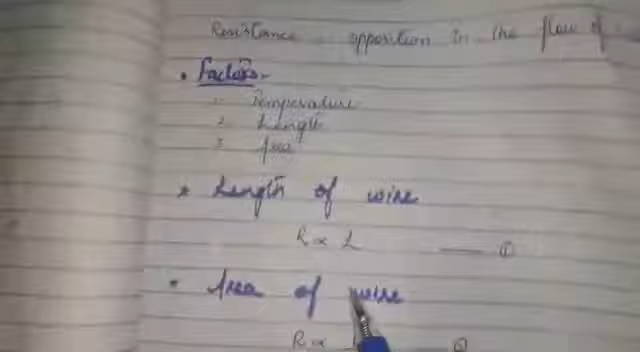 Resistance opposition in the flow of
• Factors:-
1. Temperature
2. Length
3. Area
* Length of wire
R ∝ L —— ①
• Area of wire
R ∝